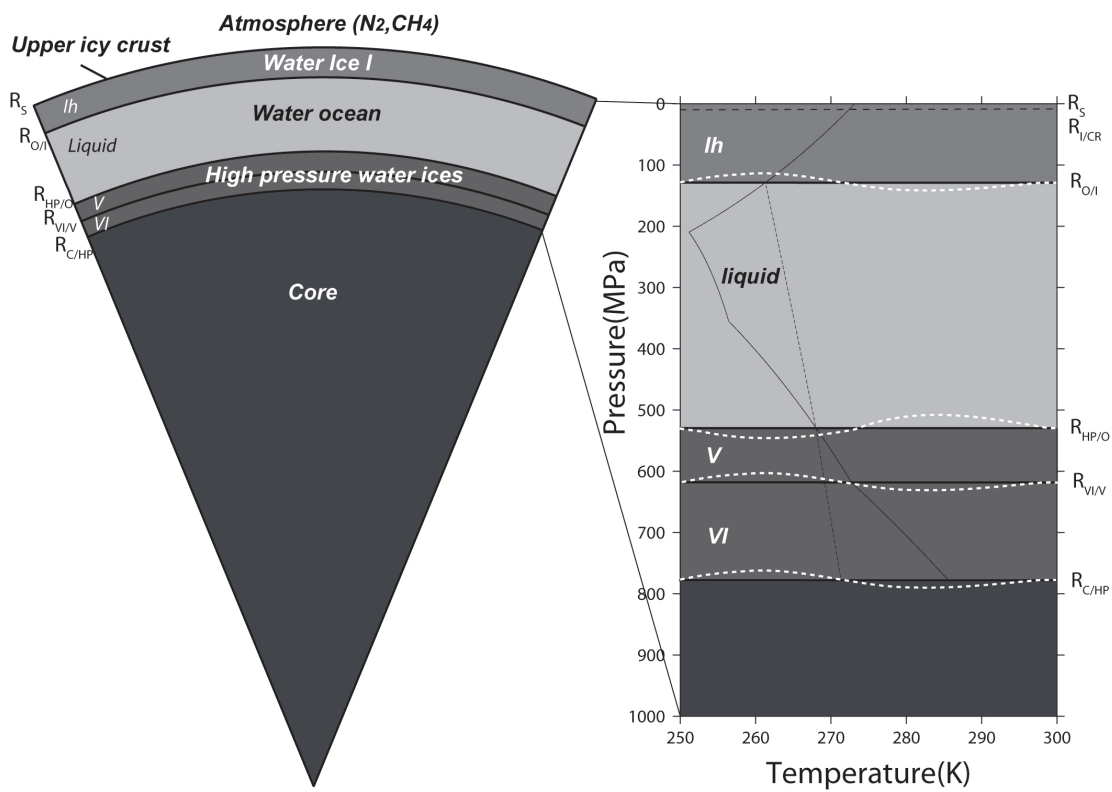 Atmosphere (N2,CH4)
Upper icy crust
Water Ice I
RS
Ih
Water ocean
RO/I
Liquid
High pressure water ices
RHP/O
V
RVI/V
VI
RC/HP
Core
Pressure(MPa)
0
100
200
300
400
500
600
700
800
900
1000
Ih
liquid
V
VI
RS
RI/CR
RO/I
RHP/O
RVI/V
RC/HP
250 260 270 280 290 300
Temperature(K)